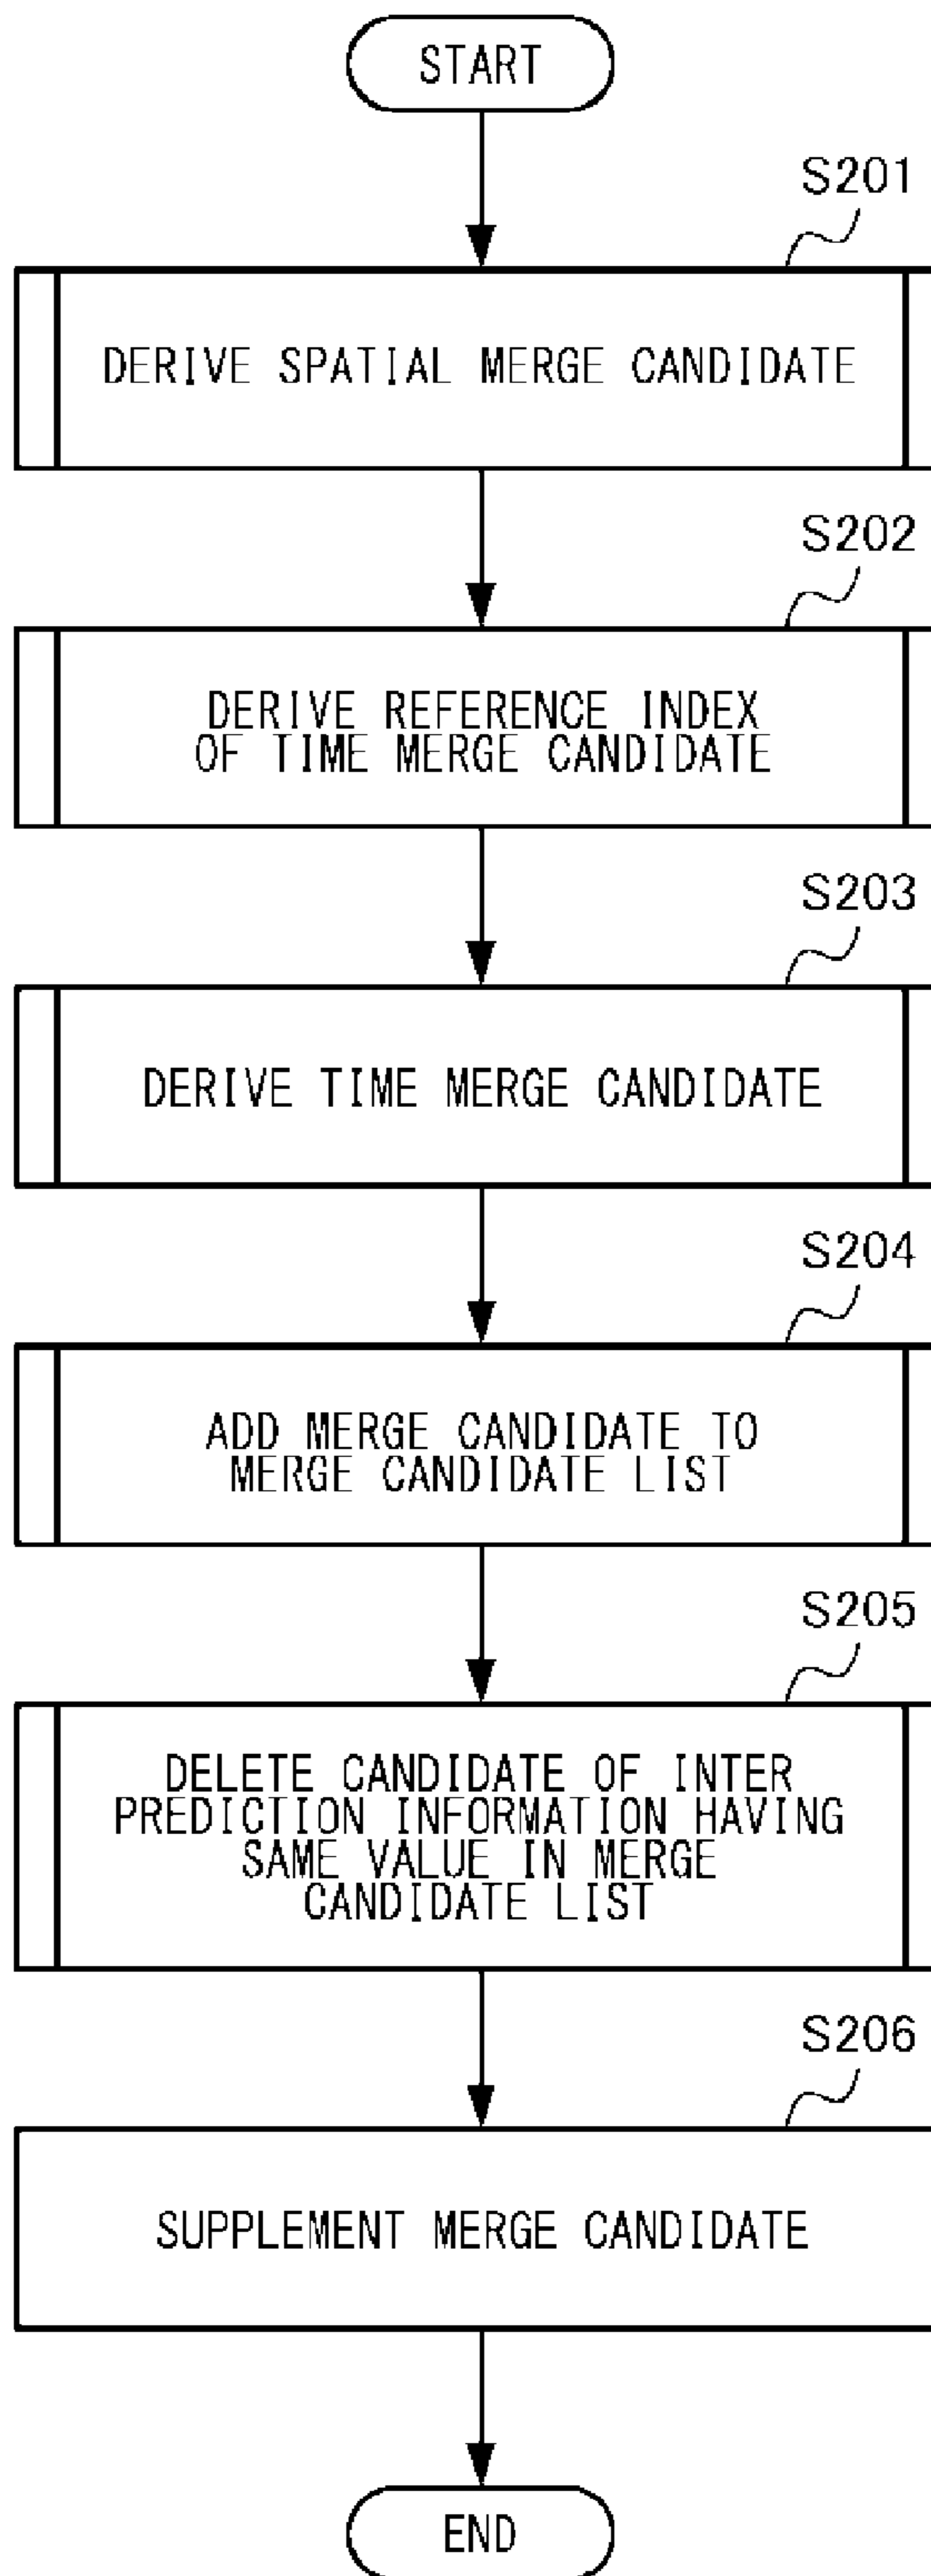 START
S201
DERIVE SPATIAL MERGE CANDIDATE
S202
DERIVE REFERENCE INDEX
OF TIME MERGE CANDIDATE
S203
DERIVE TIME MERGE CANDIDATE
S204
ADD MERGE CANDIDATE TO
MERGE CANDIDATE LIST
S205
DELETE CANDIDATE OF INTER
PREDICTION INFORMATION HAVING
SAME VALUE IN MERGE
CANDIDATE LIST
S206
SUPPLEMENT MERGE CANDIDATE
END